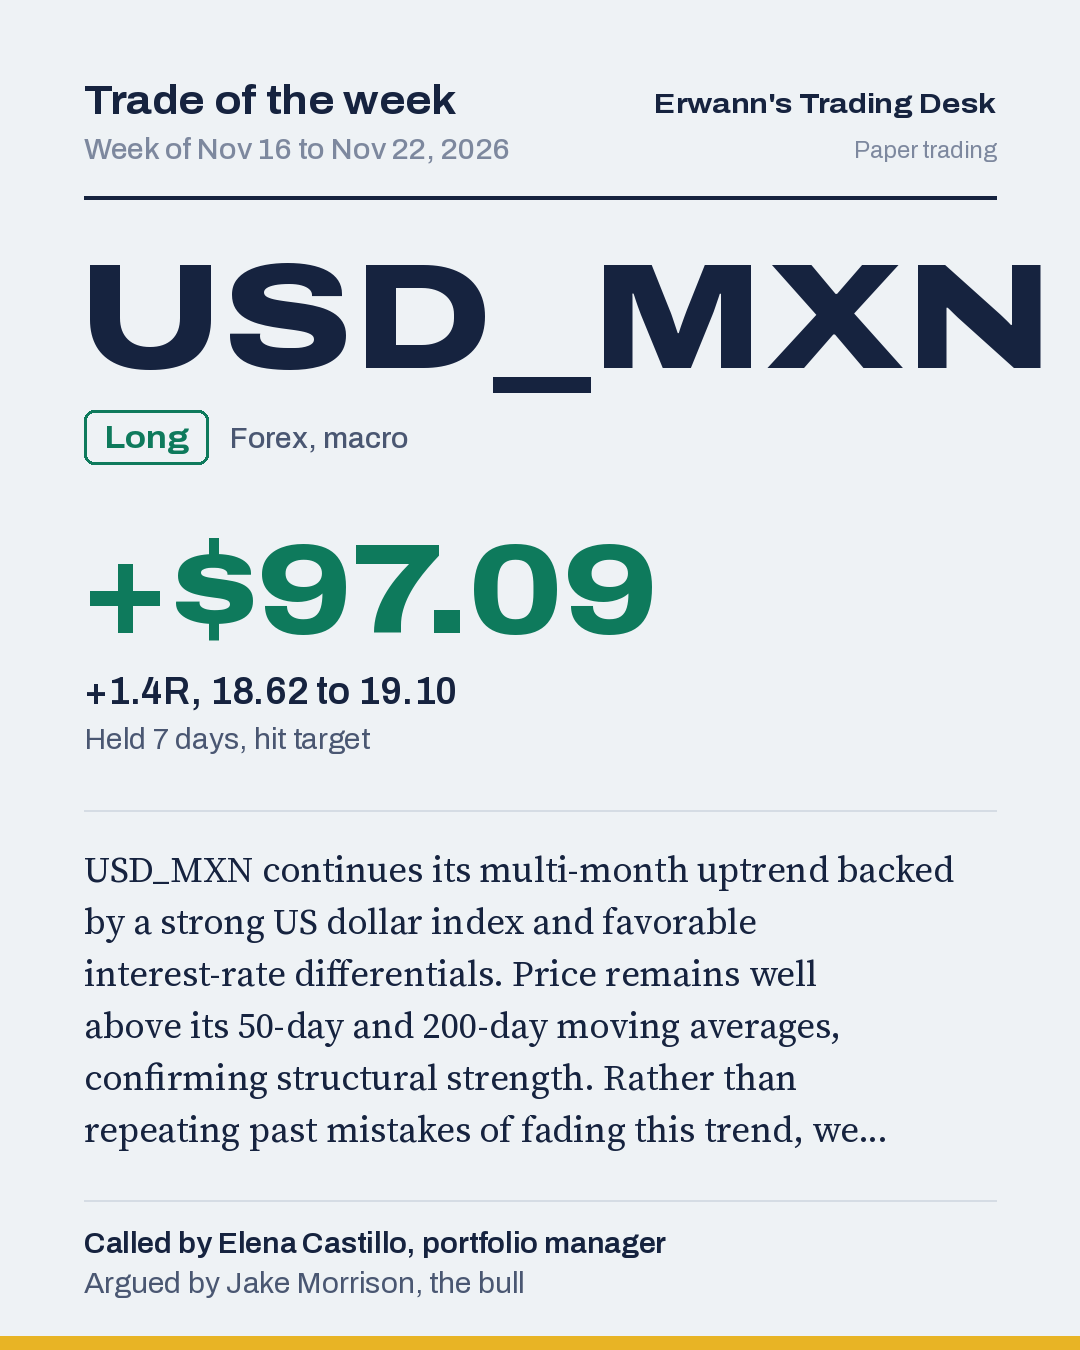 Trade of the week
Erwann's Trading Desk
Week of Nov 16 to Nov 22, 2026
Paper trading
USD_MXN
Long
Forex, macro
+$97.09
+1.4R, 18.62 to 19.10
Held 7 days, hit target
USD_MXN continues its multi-month uptrend backed
by a strong US dollar index and favorable
interest-rate differentials. Price remains well
above its 50-day and 200-day moving averages,
confirming structural strength. Rather than
repeating past mistakes of fading this trend, we...
Called by Elena Castillo, portfolio manager
Argued by Jake Morrison, the bull